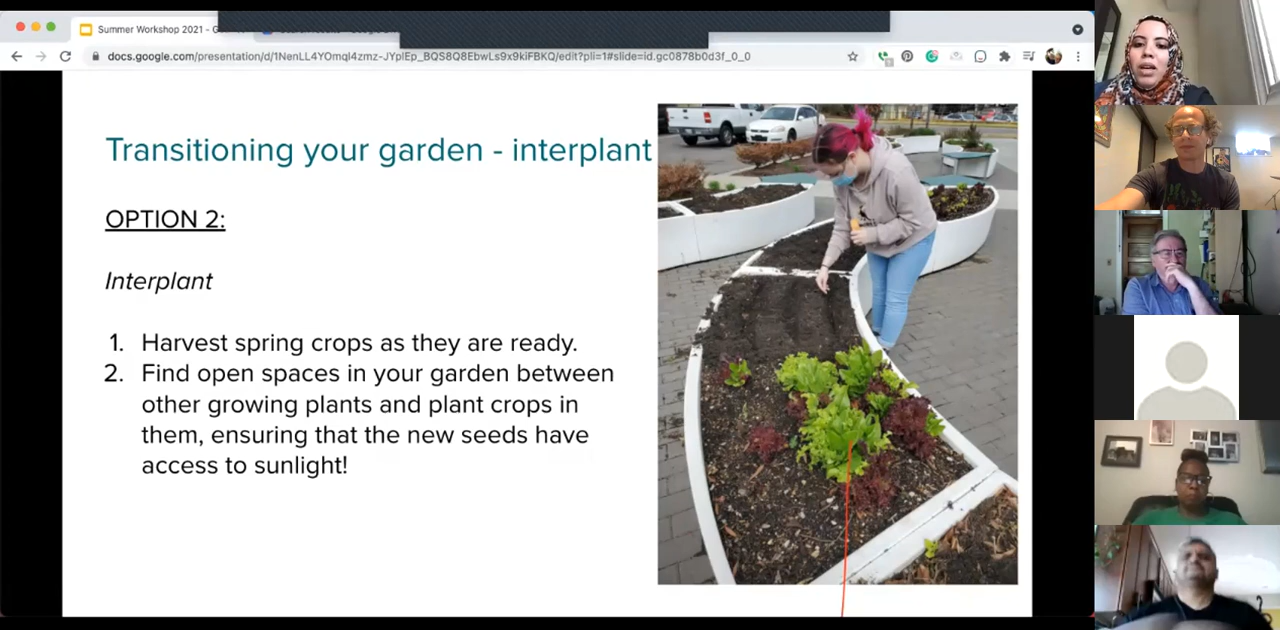 Summer Workshop 2021 - G
docs.google.com/presentation/d/1NenLL4YOmqI4zmz-JYplEp_BQS8Q8EbwLs9x9kiFBKQ/edit?pli=1#slide=id.gc0878b0d3f_0_0
Transitioning your garden - interplant
OPTION 2:
Interplant
1. Harvest spring crops as they are ready.
2. Find open spaces in your garden between
other growing plants and plant crops in
them, ensuring that the new seeds have
access to sunlight!